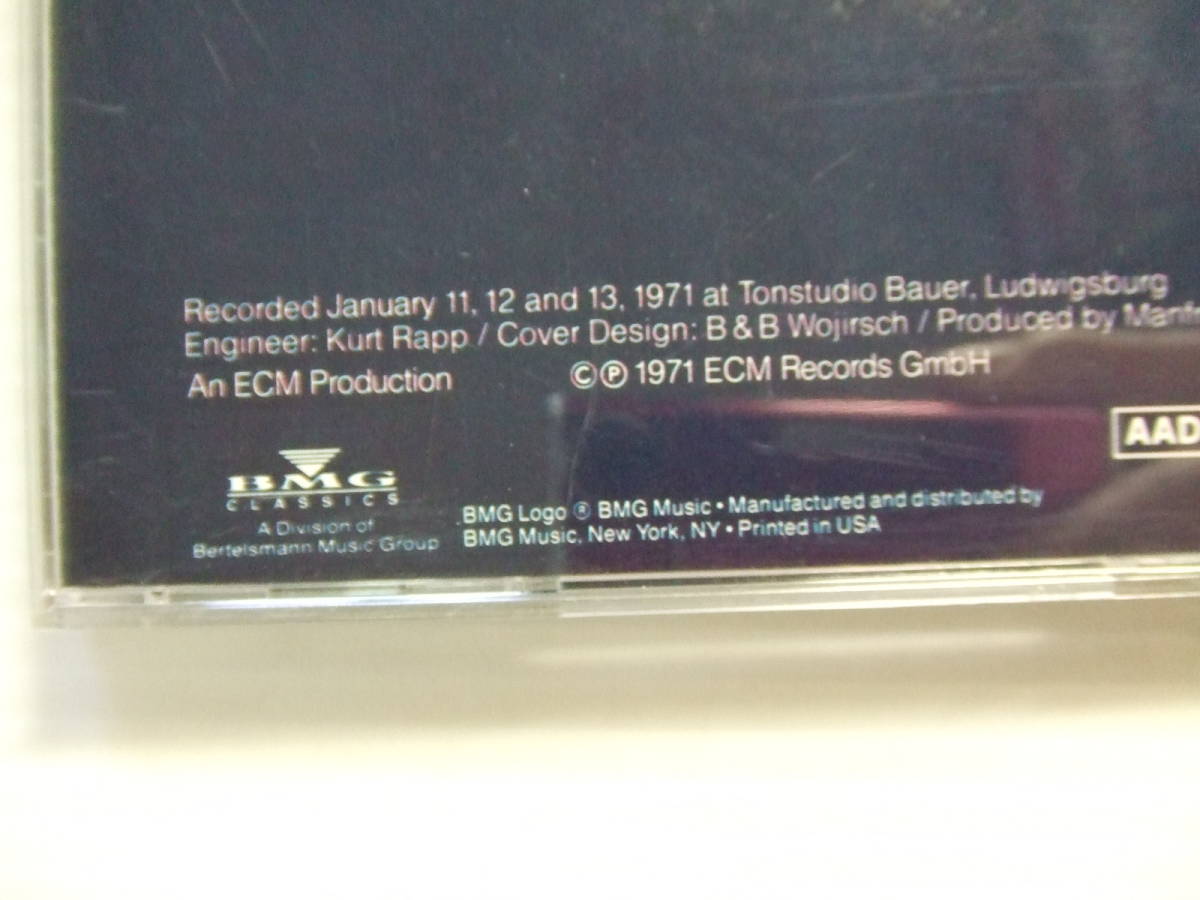 Recorded January 11, 12 and 13, 1971 at Tonstudio Bauer, Ludwigsburg
Engineer: Kurt Rapp / Cover Design: B & B Wojirsch / Produced by Manf
An ECM Production ©℗ 1971 ECM Records GmbH
AAD
BMG
CLASSICS
A Division of
Bertelsmann Music Group
BMG Logo ® BMG Music • Manufactured and distributed by
BMG Music, New York, NY • Printed in USA